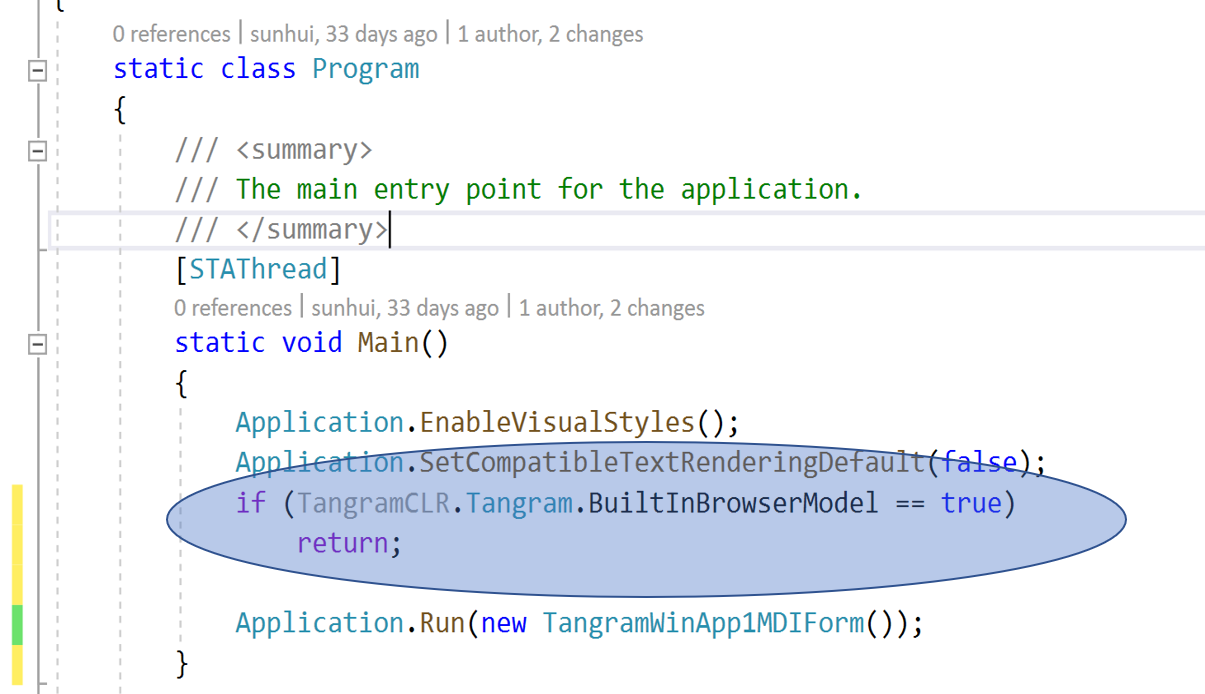 {
0 references | sunhui, 33 days ago | 1 author, 2 changes
static class Program
{
/// <summary>
/// The main entry point for the application.
/// </summary>
[STAThread]
0 references | sunhui, 33 days ago | 1 author, 2 changes
static void Main()
{
Application.EnableVisualStyles();
Application.SetCompatibleTextRenderingDefault(false);
if (TangramCLR.Tangram.BuiltInBrowserModel == true)
return;
Application.Run(new TangramWinApp1MDIForm());
}